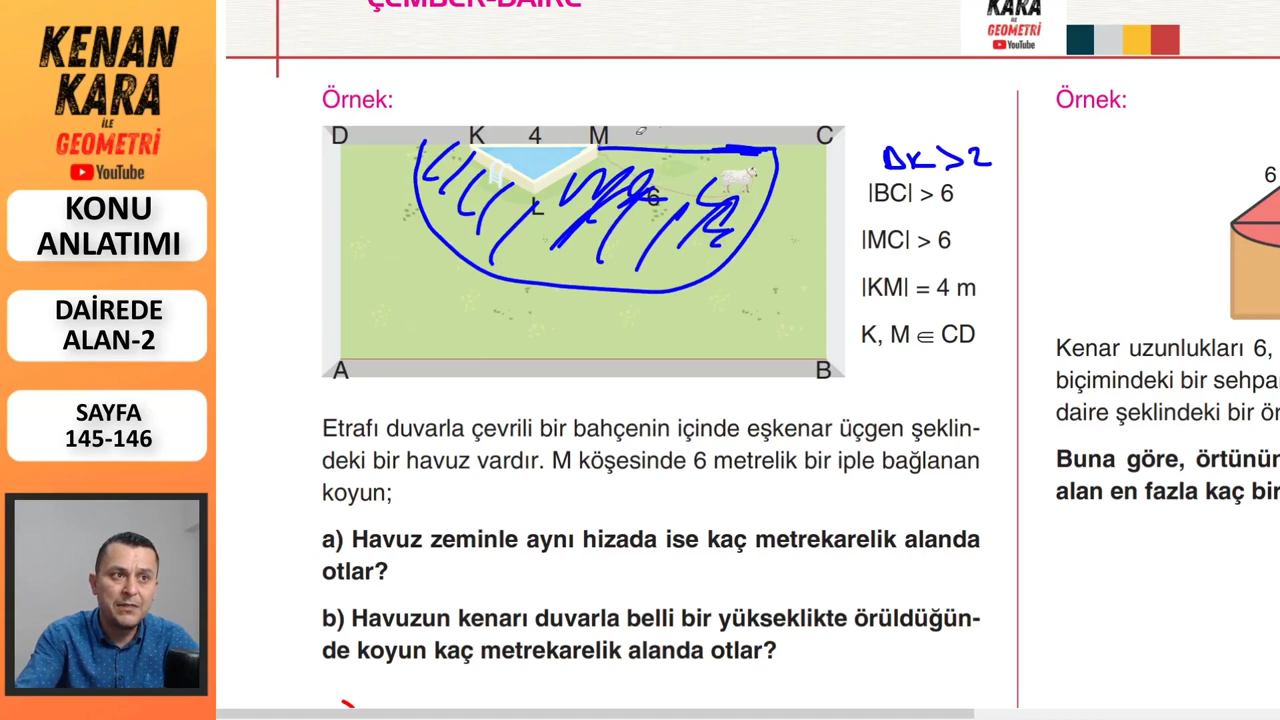 ÇEMBER-DAİRE
KENAN
KARA
İLE
GEOMETRİ
YouTube
KONU
ANLATIMI
DAİREDE
ALAN-2
SAYFA
145-146
KARA
İLE
GEOMETRİ
YouTube
Örnek:
D K 4 M C
L 6
A B
DK > 2
|BC| > 6
|MC| > 6
|KM| = 4 m
K, M ∈ CD
Etrafı duvarla çevrili bir bahçenin içinde eşkenar üçgen şeklin-
deki bir havuz vardır. M köşesinde 6 metrelik bir iple bağlanan
koyun;
a) Havuz zeminle aynı hizada ise kaç metrekarelik alanda
otlar?
b) Havuzun kenarı duvarla belli bir yükseklikte örüldüğün-
de koyun kaç metrekarelik alanda otlar?
Örnek:
6
Kenar uzunlukları 6,
biçimindeki bir sehpa
daire şeklindeki bir ör
Buna göre, örtünün
alan en fazla kaç bir